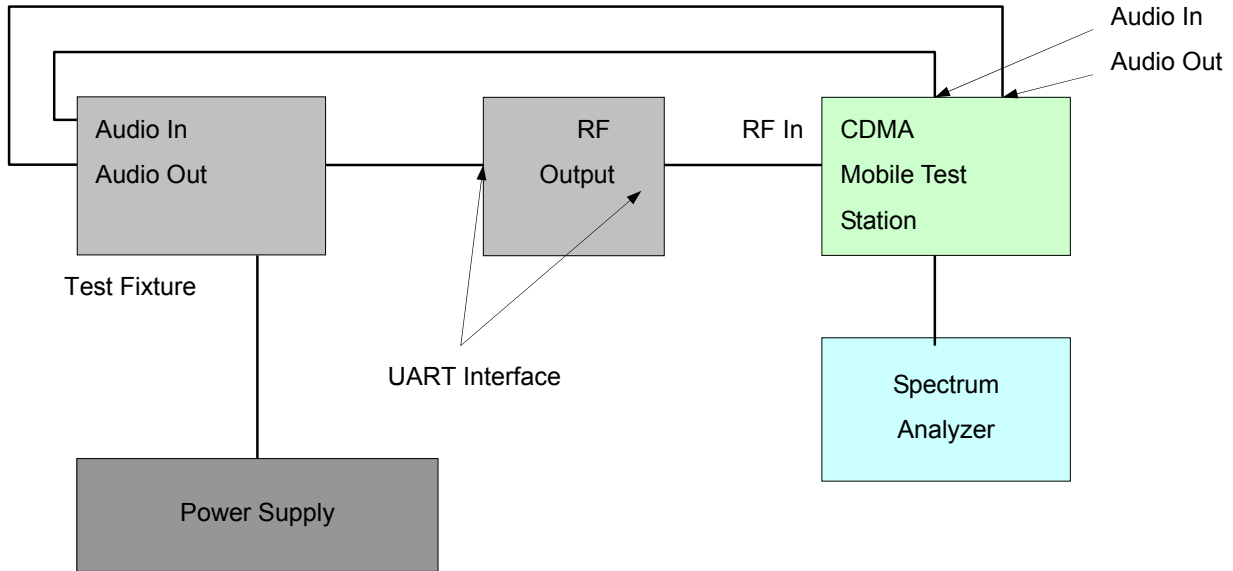 Audio In
Audio Out
Audio In
Audio Out
RF
Output
RF In
CDMA
Mobile Test
Station
Test Fixture
UART Interface
Spectrum
Analyzer
Power Supply